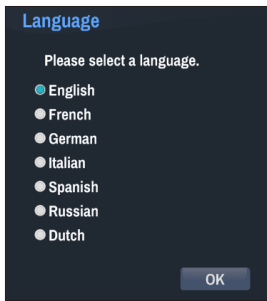 Language
Please select a language.
English
French
German
Italian
Spanish
Russian
Dutch
OK